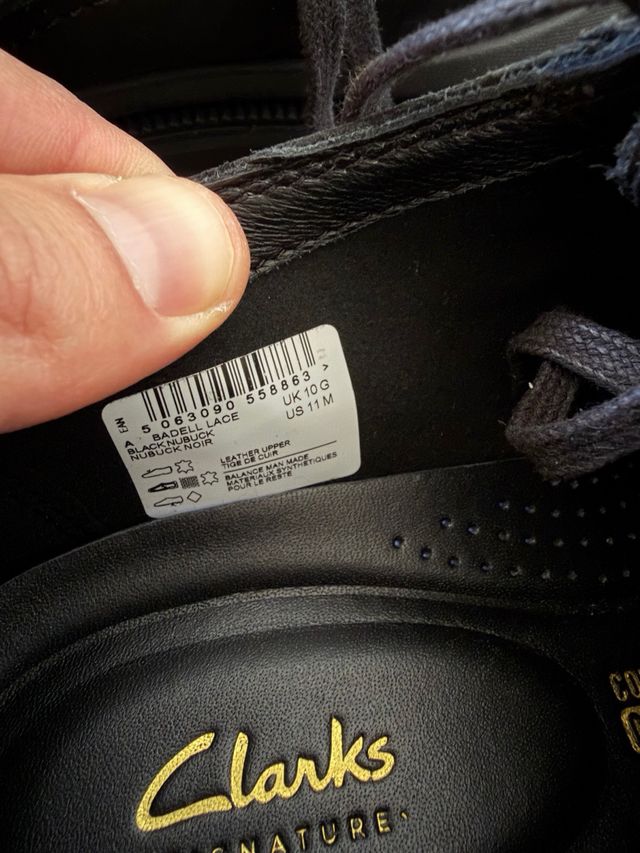 EAN
5 063090 558863 >
A BADELL LACE UK 10 G
BLACK NUBUCK US 11 M
NUBUCK NOIR
LEATHER UPPER
TIGE DE CUIR
BALANCE MAN MADE
MATERIAUX SYNTHETIQUES
POUR LE RESTE
Clarks